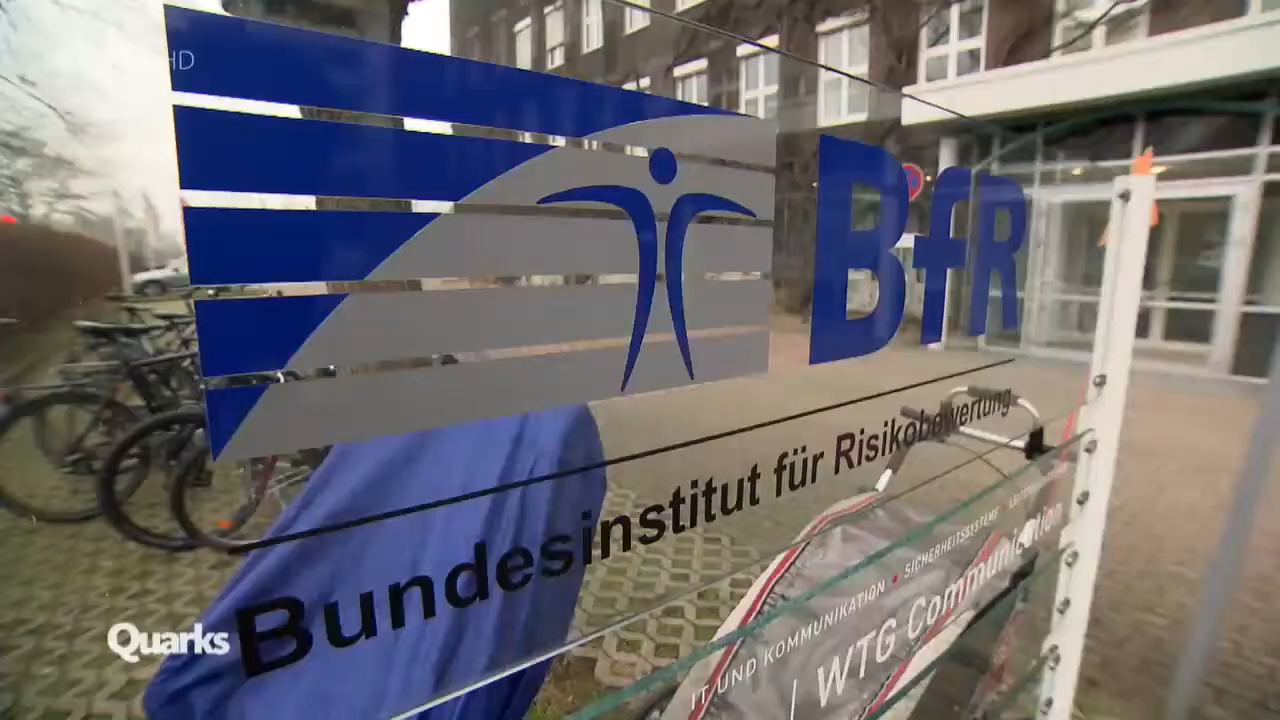 HD
BfR
Bundesinstitut für Risikobewertung
IT UND KOMMUNIKATION • SICHERHEITSSYSTEME
WTG Communication
Quarks